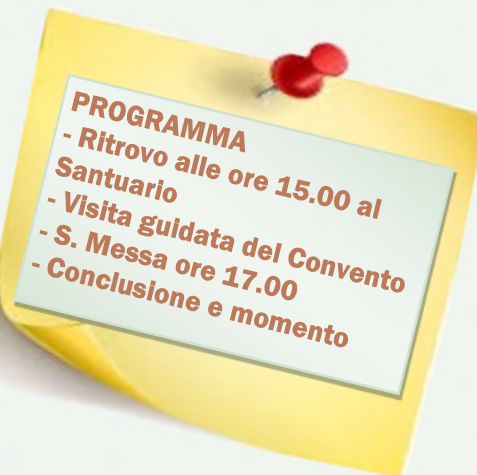 PROGRAMMA
- Ritrovo alle ore 15.00 al
Santuario
- Visita guidata del Convento
- S. Messa ore 17.00
- Conclusione e momento